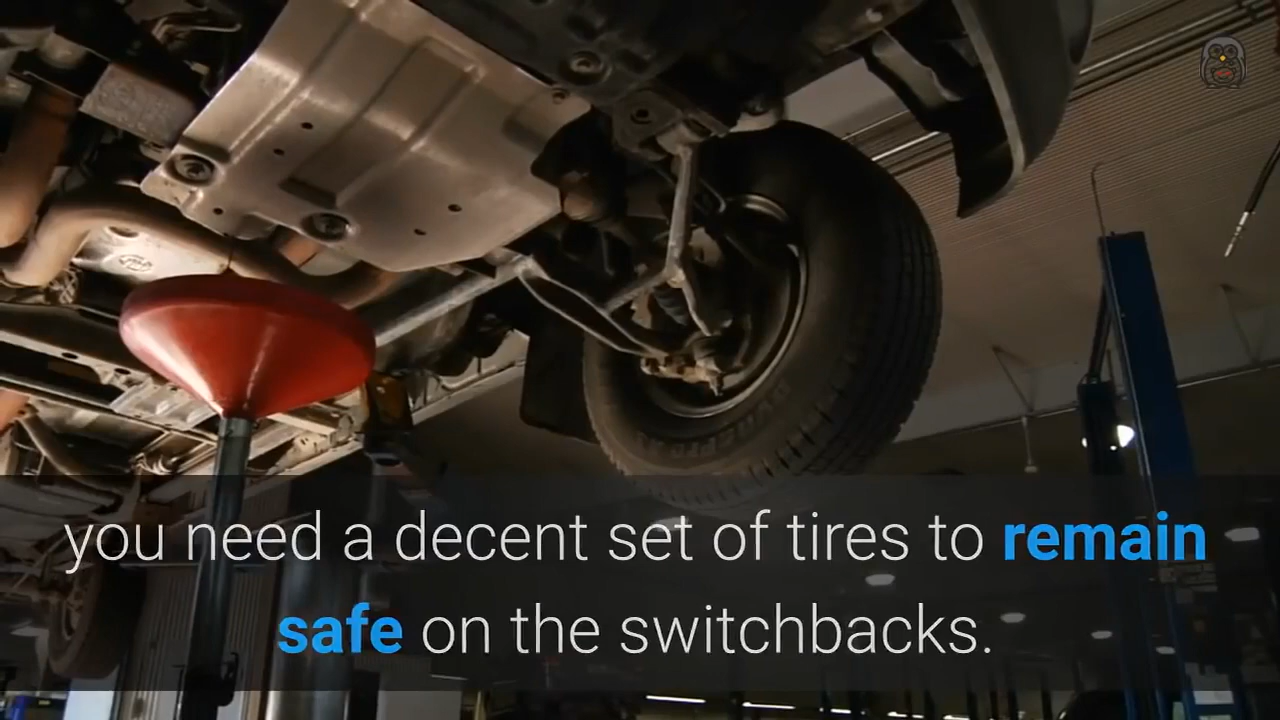 you need a decent set of tires to remain
safe on the switchbacks.